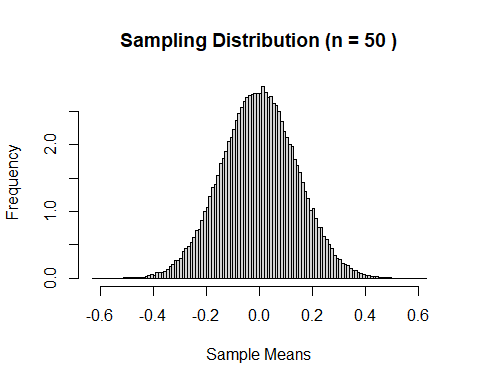 Sampling Distribution (n = 50 )
Frequency
2.0
1.0
0.0
-0.6 -0.4 -0.2 0.0 0.2 0.4 0.6
Sample Means